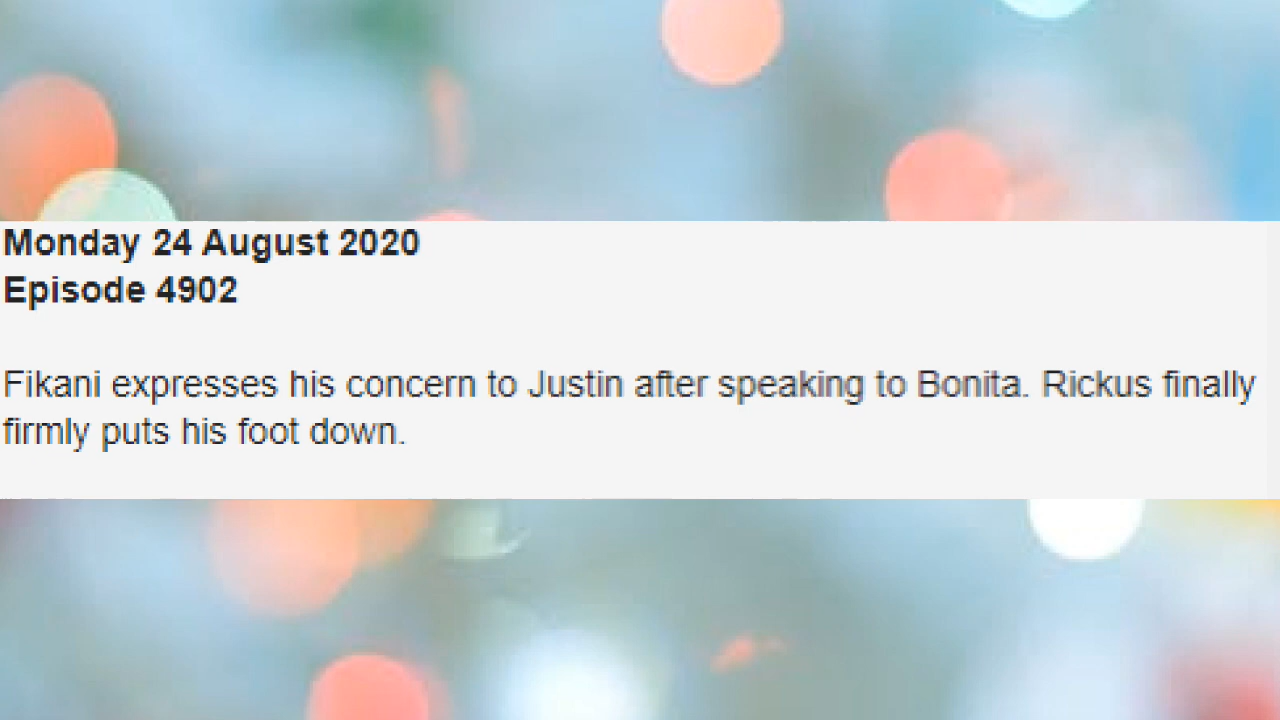 Monday 24 August 2020
Episode 4902
Fikani expresses his concern to Justin after speaking to Bonita. Rickus finally
firmly puts his foot down.